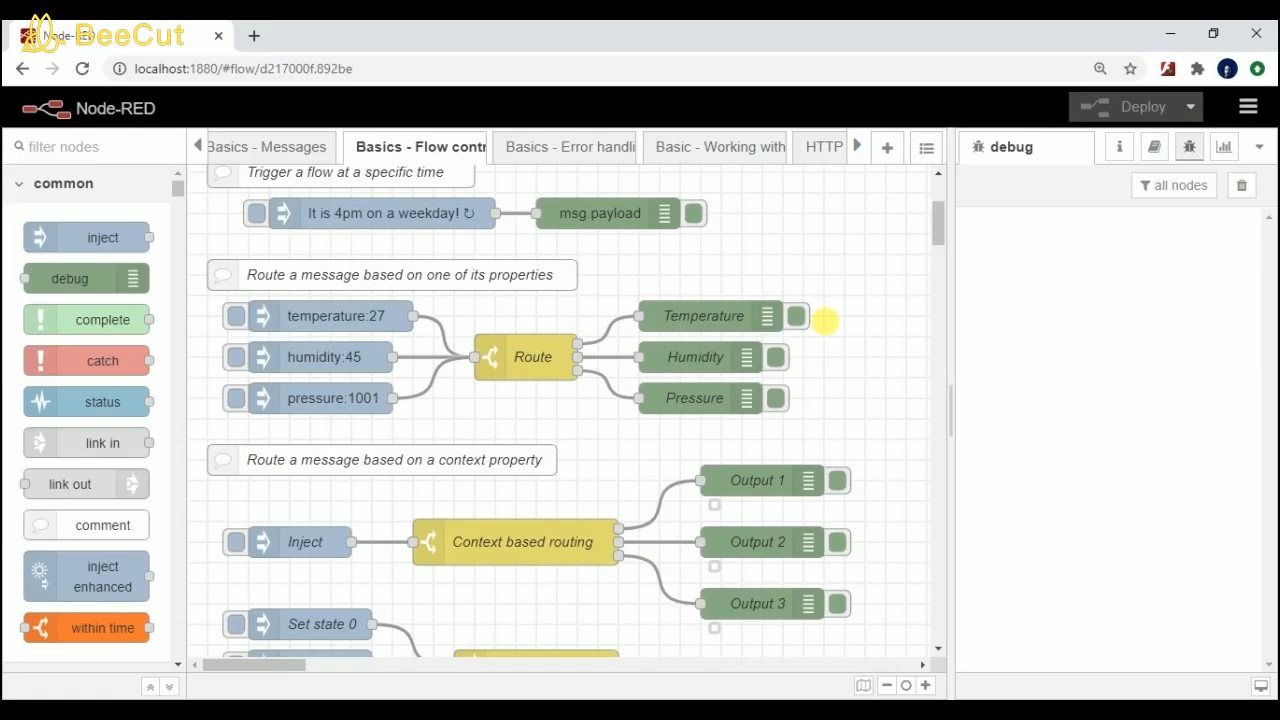 BeeCut
Node-RED
localhost:1880/#flow/d217000f.892be
Node-RED
Deploy
filter nodes
common
inject
debug
complete
catch
status
link in
link out
comment
inject
enhanced
within time
Basics - Messages
Basics - Flow contr
Basics - Error handli
Basic - Working with
HTTP
Trigger a flow at a specific time
It is 4pm on a weekday! ↻
msg.payload
Route a message based on one of its properties
temperature:27
humidity:45
pressure:1001
Route
Temperature
Humidity
Pressure
Route a message based on a context property
Inject
Context based routing
Output 1
Output 2
Output 3
Set state 0
debug
all nodes